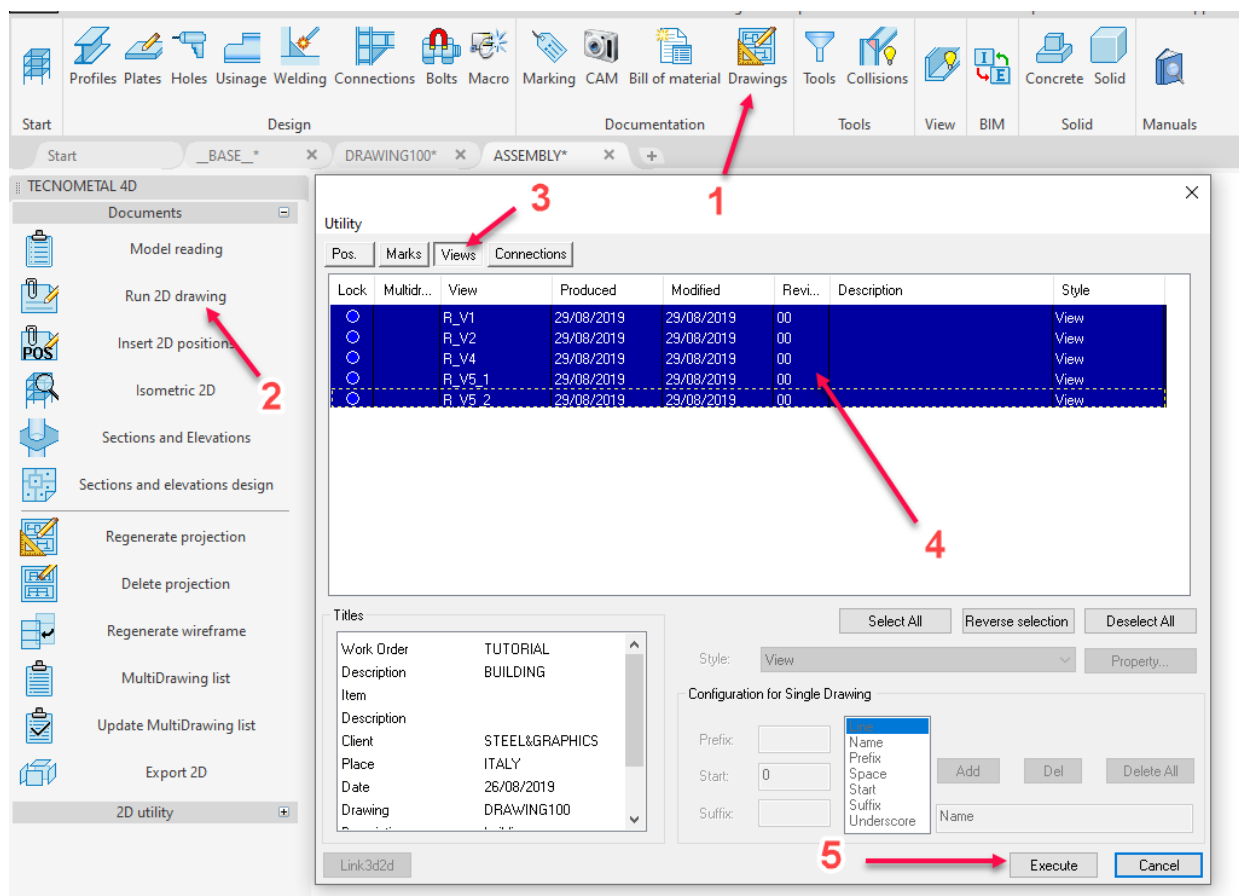 Profiles Plates Holes Usinage Welding Connections Bolts Macro Marking CAM Bill of material Drawings Tools Collisions Concrete Solid
Start Design Documentation Tools View BIM Solid Manuals
Start __BASE__* DRAWING100* ASSEMBLY*
TECNOMETAL 4D
Documents
Model reading
Run 2D drawing
POS Insert 2D positions
Isometric 2D
Sections and Elevations
Sections and elevations design
Regenerate projection
Delete projection
Regenerate wireframe
MultiDrawing list
Update MultiDrawing list
Export 2D
2D utility
1
2
3
4
5
Utility
Pos. Marks Views Connections
Lock Multidr... View Produced Modified Revi... Description Style
R_V1 29/08/2019 29/08/2019 00 View
R_V2 29/08/2019 29/08/2019 00 View
R_V4 29/08/2019 29/08/2019 00 View
R_V5_1 29/08/2019 29/08/2019 00 View
R_V5_2 29/08/2019 29/08/2019 00 View
Select All Reverse selection Deselect All
Titles
Work Order TUTORIAL
Description BUILDING
Item
Description
Client STEEL&GRAPHICS
Place ITALY
Date 26/08/2019
Drawing DRAWING100
Style: View Property...
Configuration for Single Drawing
Prefix:
Start: 0
Suffix:
Line
Name
Prefix
Space
Start
Suffix
Underscore
Add Del Delete All
Name
Link3d2d
Execute Cancel